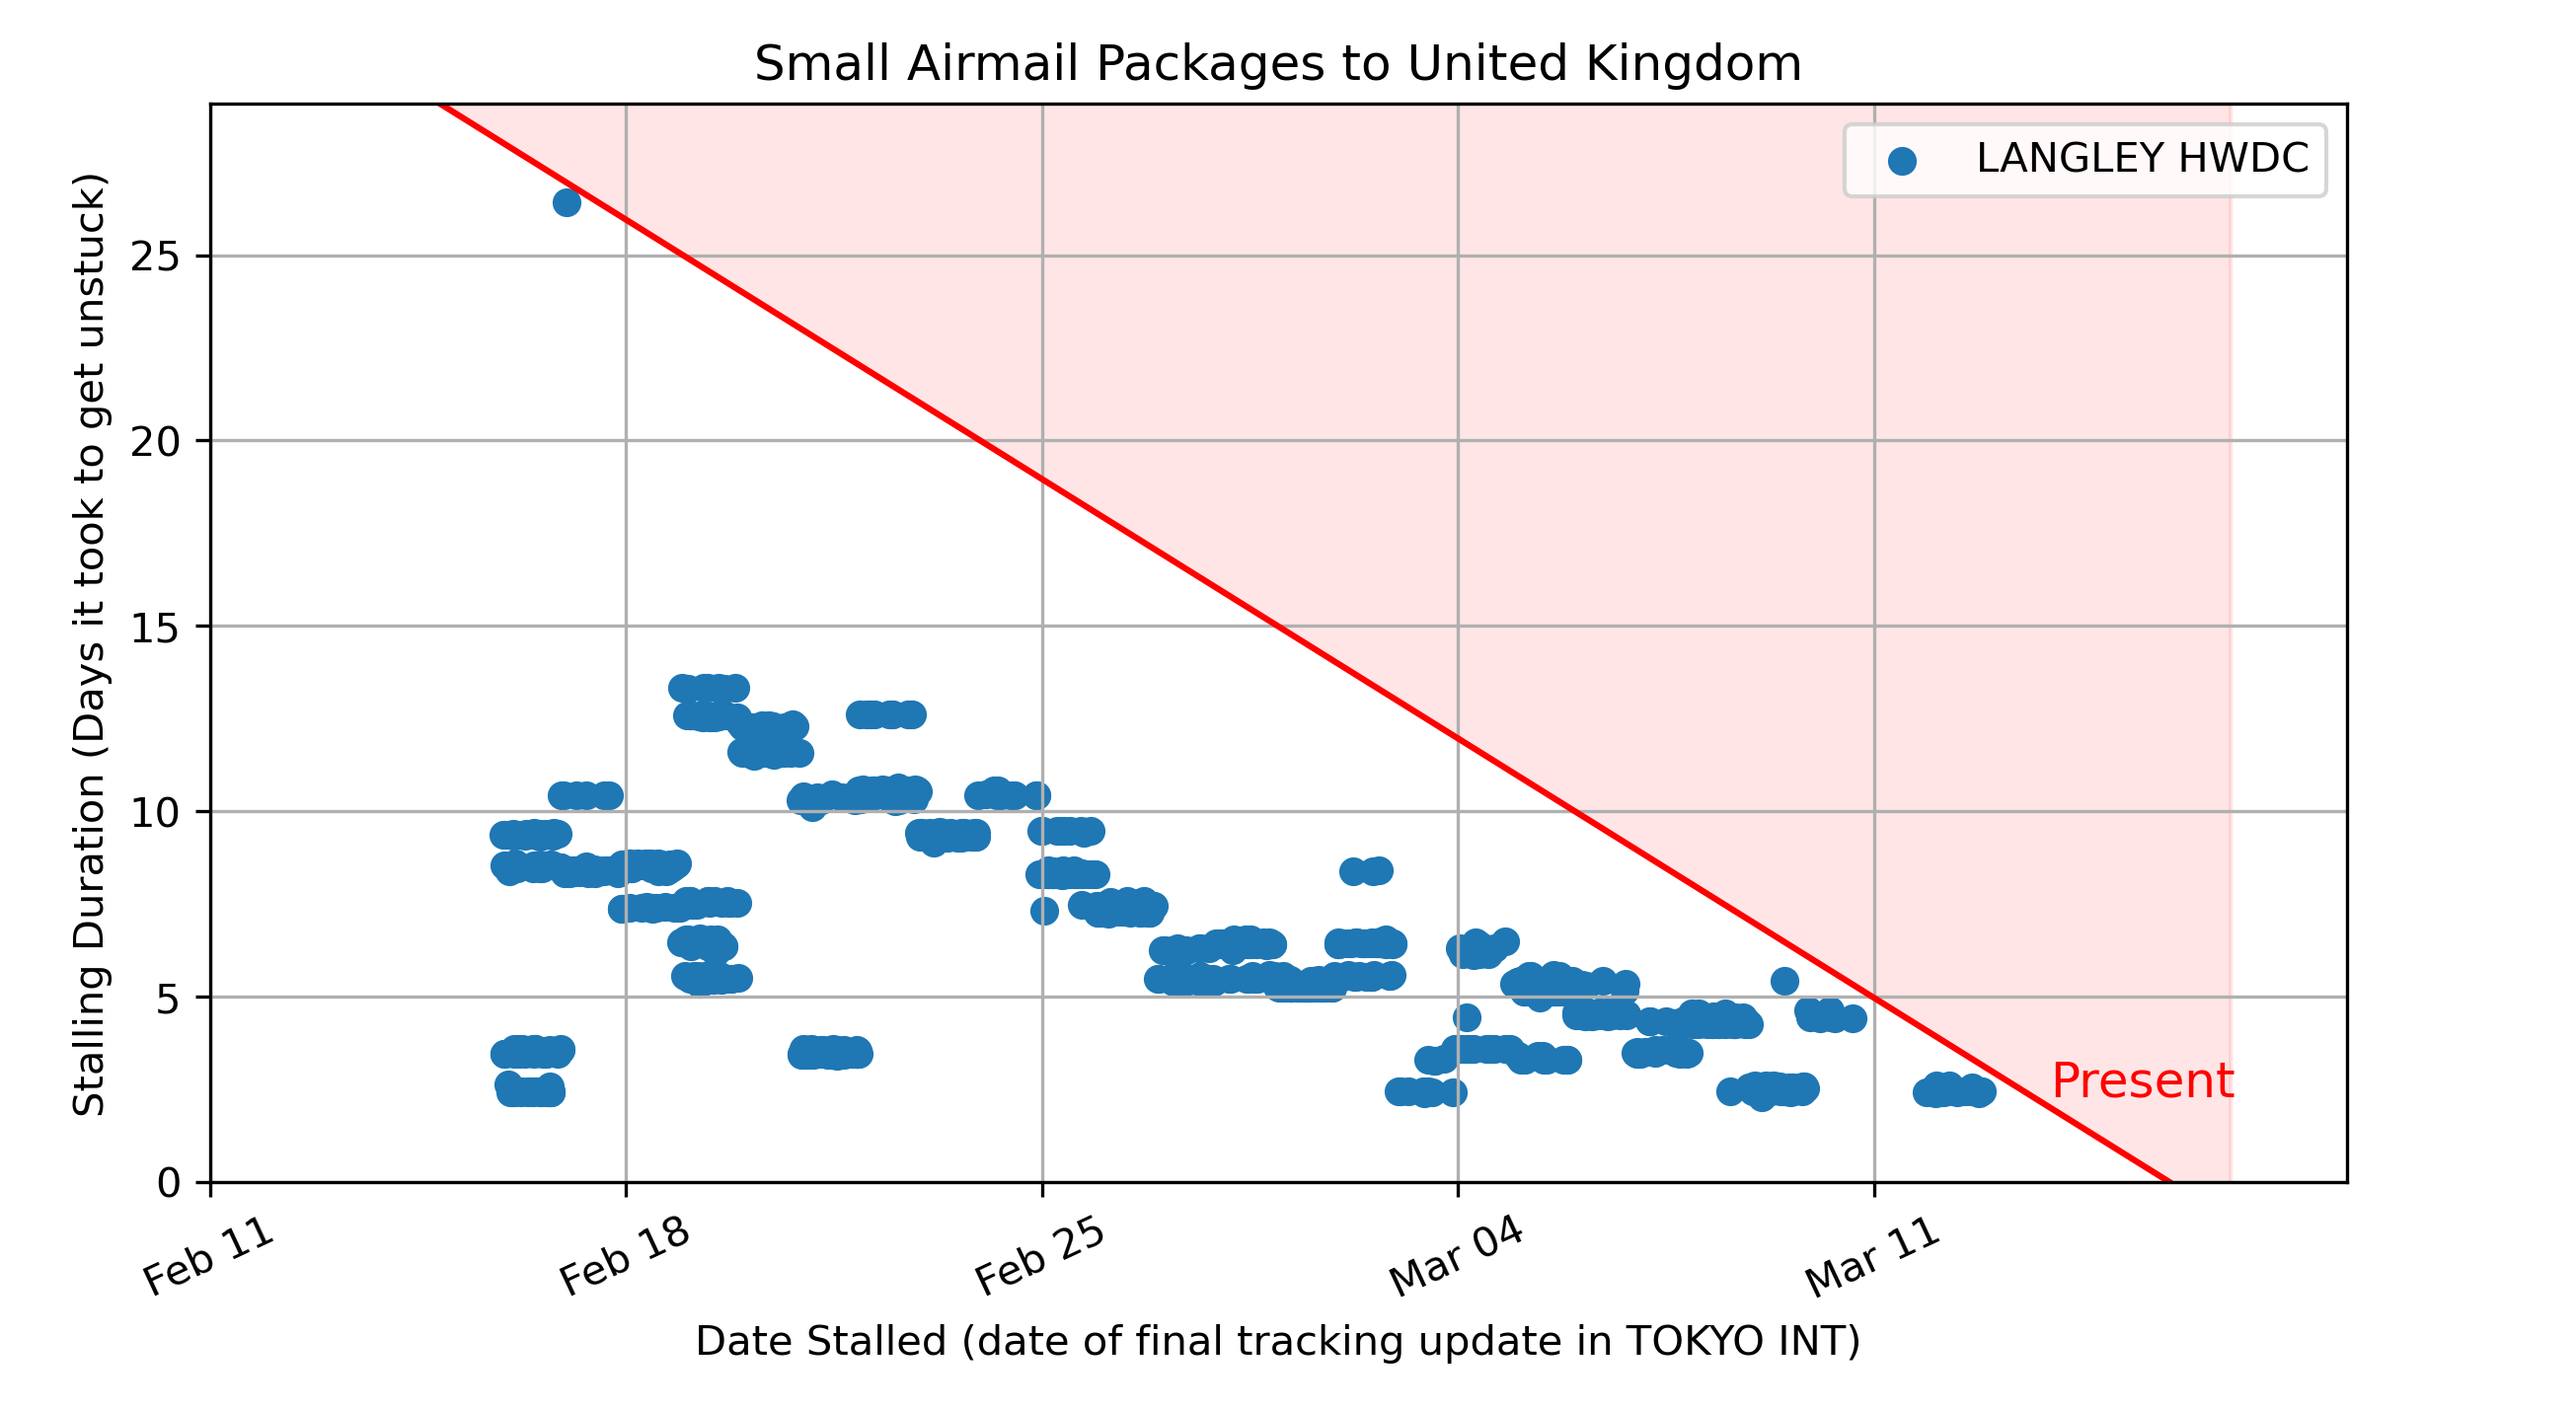 Small Airmail Packages to United Kingdom
LANGLEY HWDC
Stalling Duration (Days it took to get unstuck)
25
20
15
10
5
0
Present
Feb 11
Feb 18
Feb 25
Mar 04
Mar 11
Date Stalled (date of final tracking update in TOKYO INT)